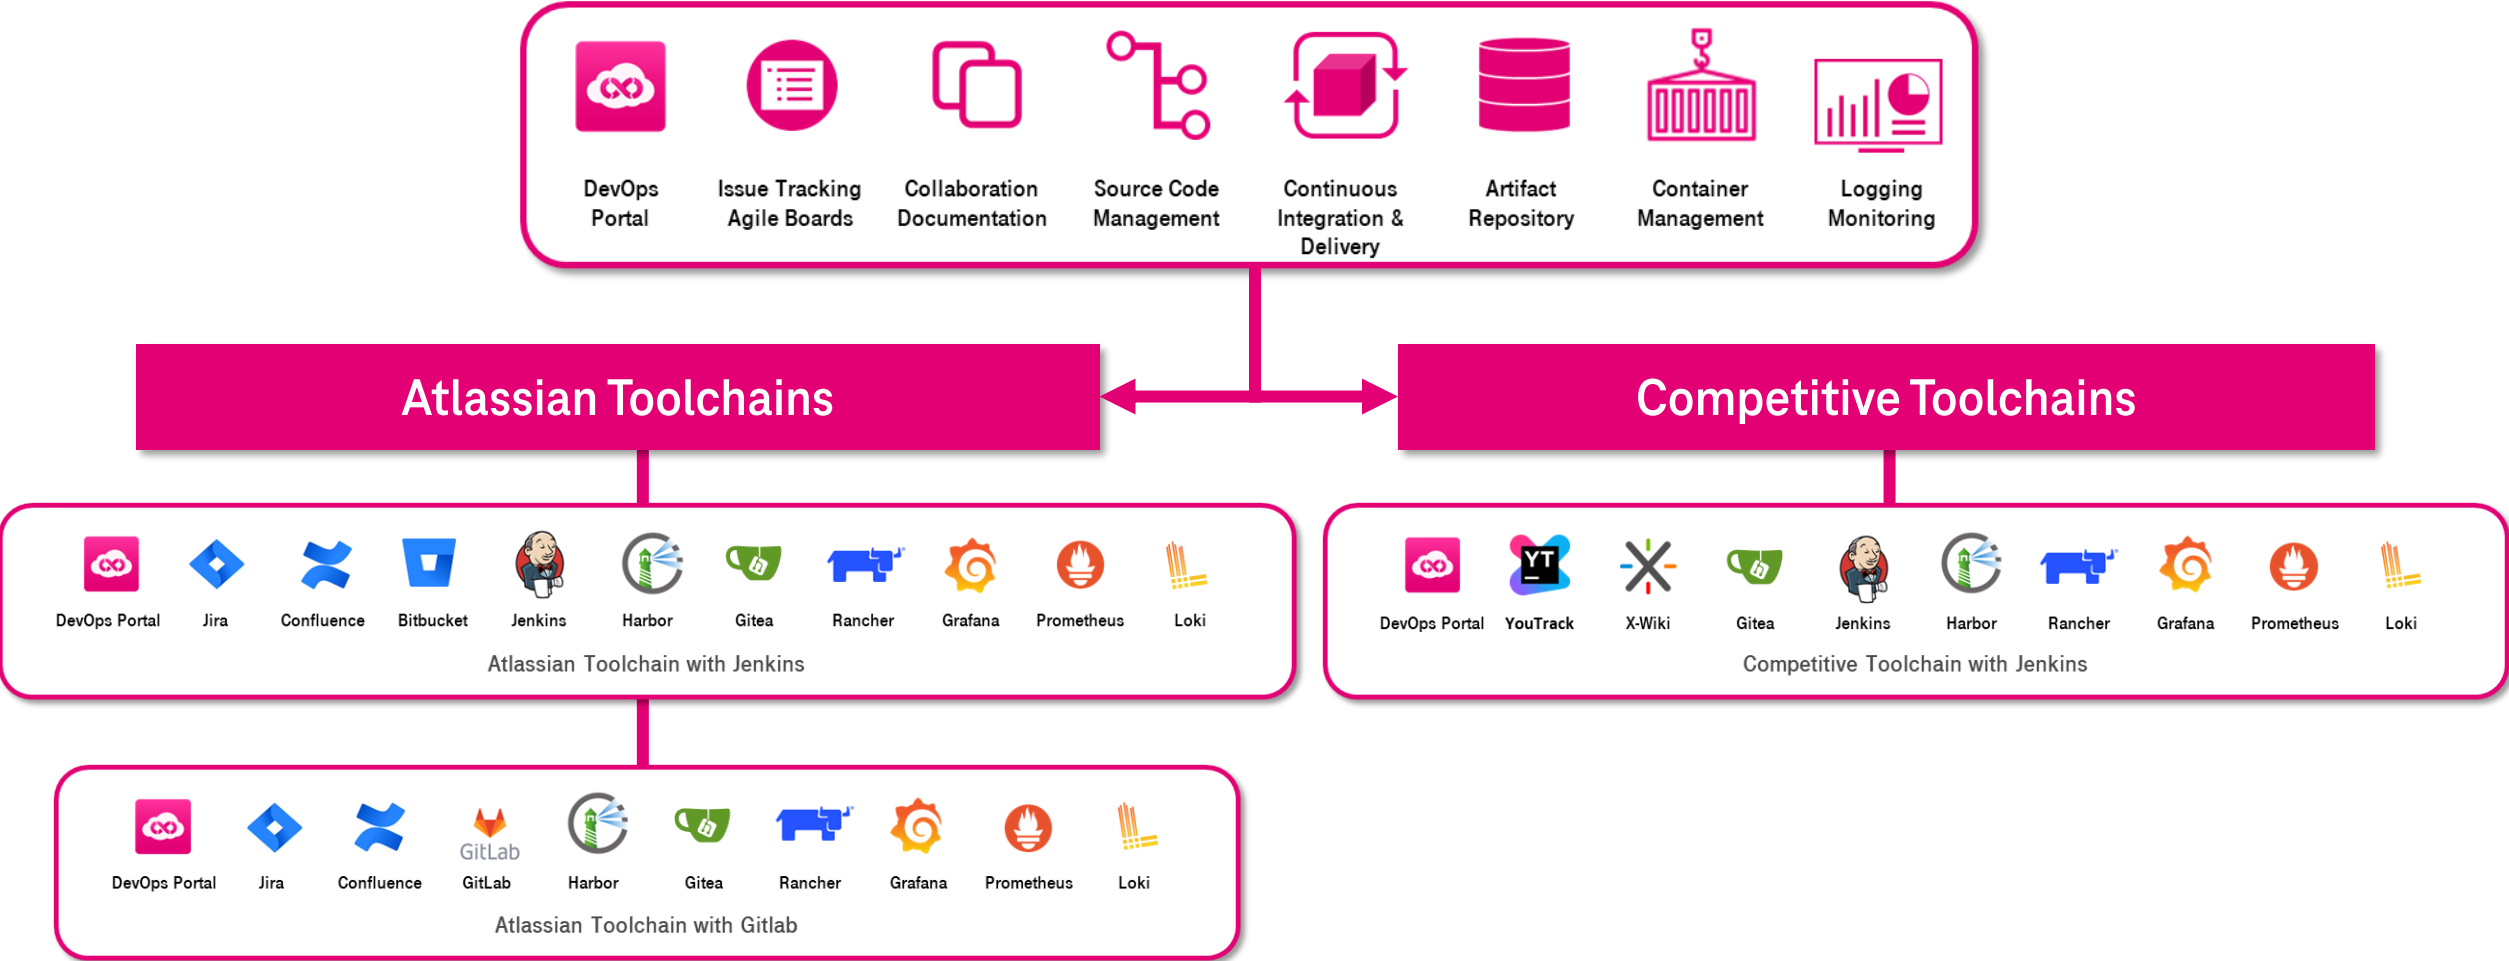 DevOps
Portal
Issue Tracking
Agile Boards
Collaboration
Documentation
Source Code
Management
Continuous
Integration &
Delivery
Artifact
Repository
Container
Management
Logging
Monitoring
Atlassian Toolchains
Competitive Toolchains
DevOps Portal
Jira
Confluence
Bitbucket
Jenkins
Harbor
Gitea
Rancher
Grafana
Prometheus
Loki
Atlassian Toolchain with Jenkins
YT
DevOps Portal
YouTrack
X-Wiki
Gitea
Jenkins
Harbor
Rancher
Grafana
Prometheus
Loki
Competitive Toolchain with Jenkins
GitLab
DevOps Portal
Jira
Confluence
GitLab
Harbor
Gitea
Rancher
Grafana
Prometheus
Loki
Atlassian Toolchain with Gitlab